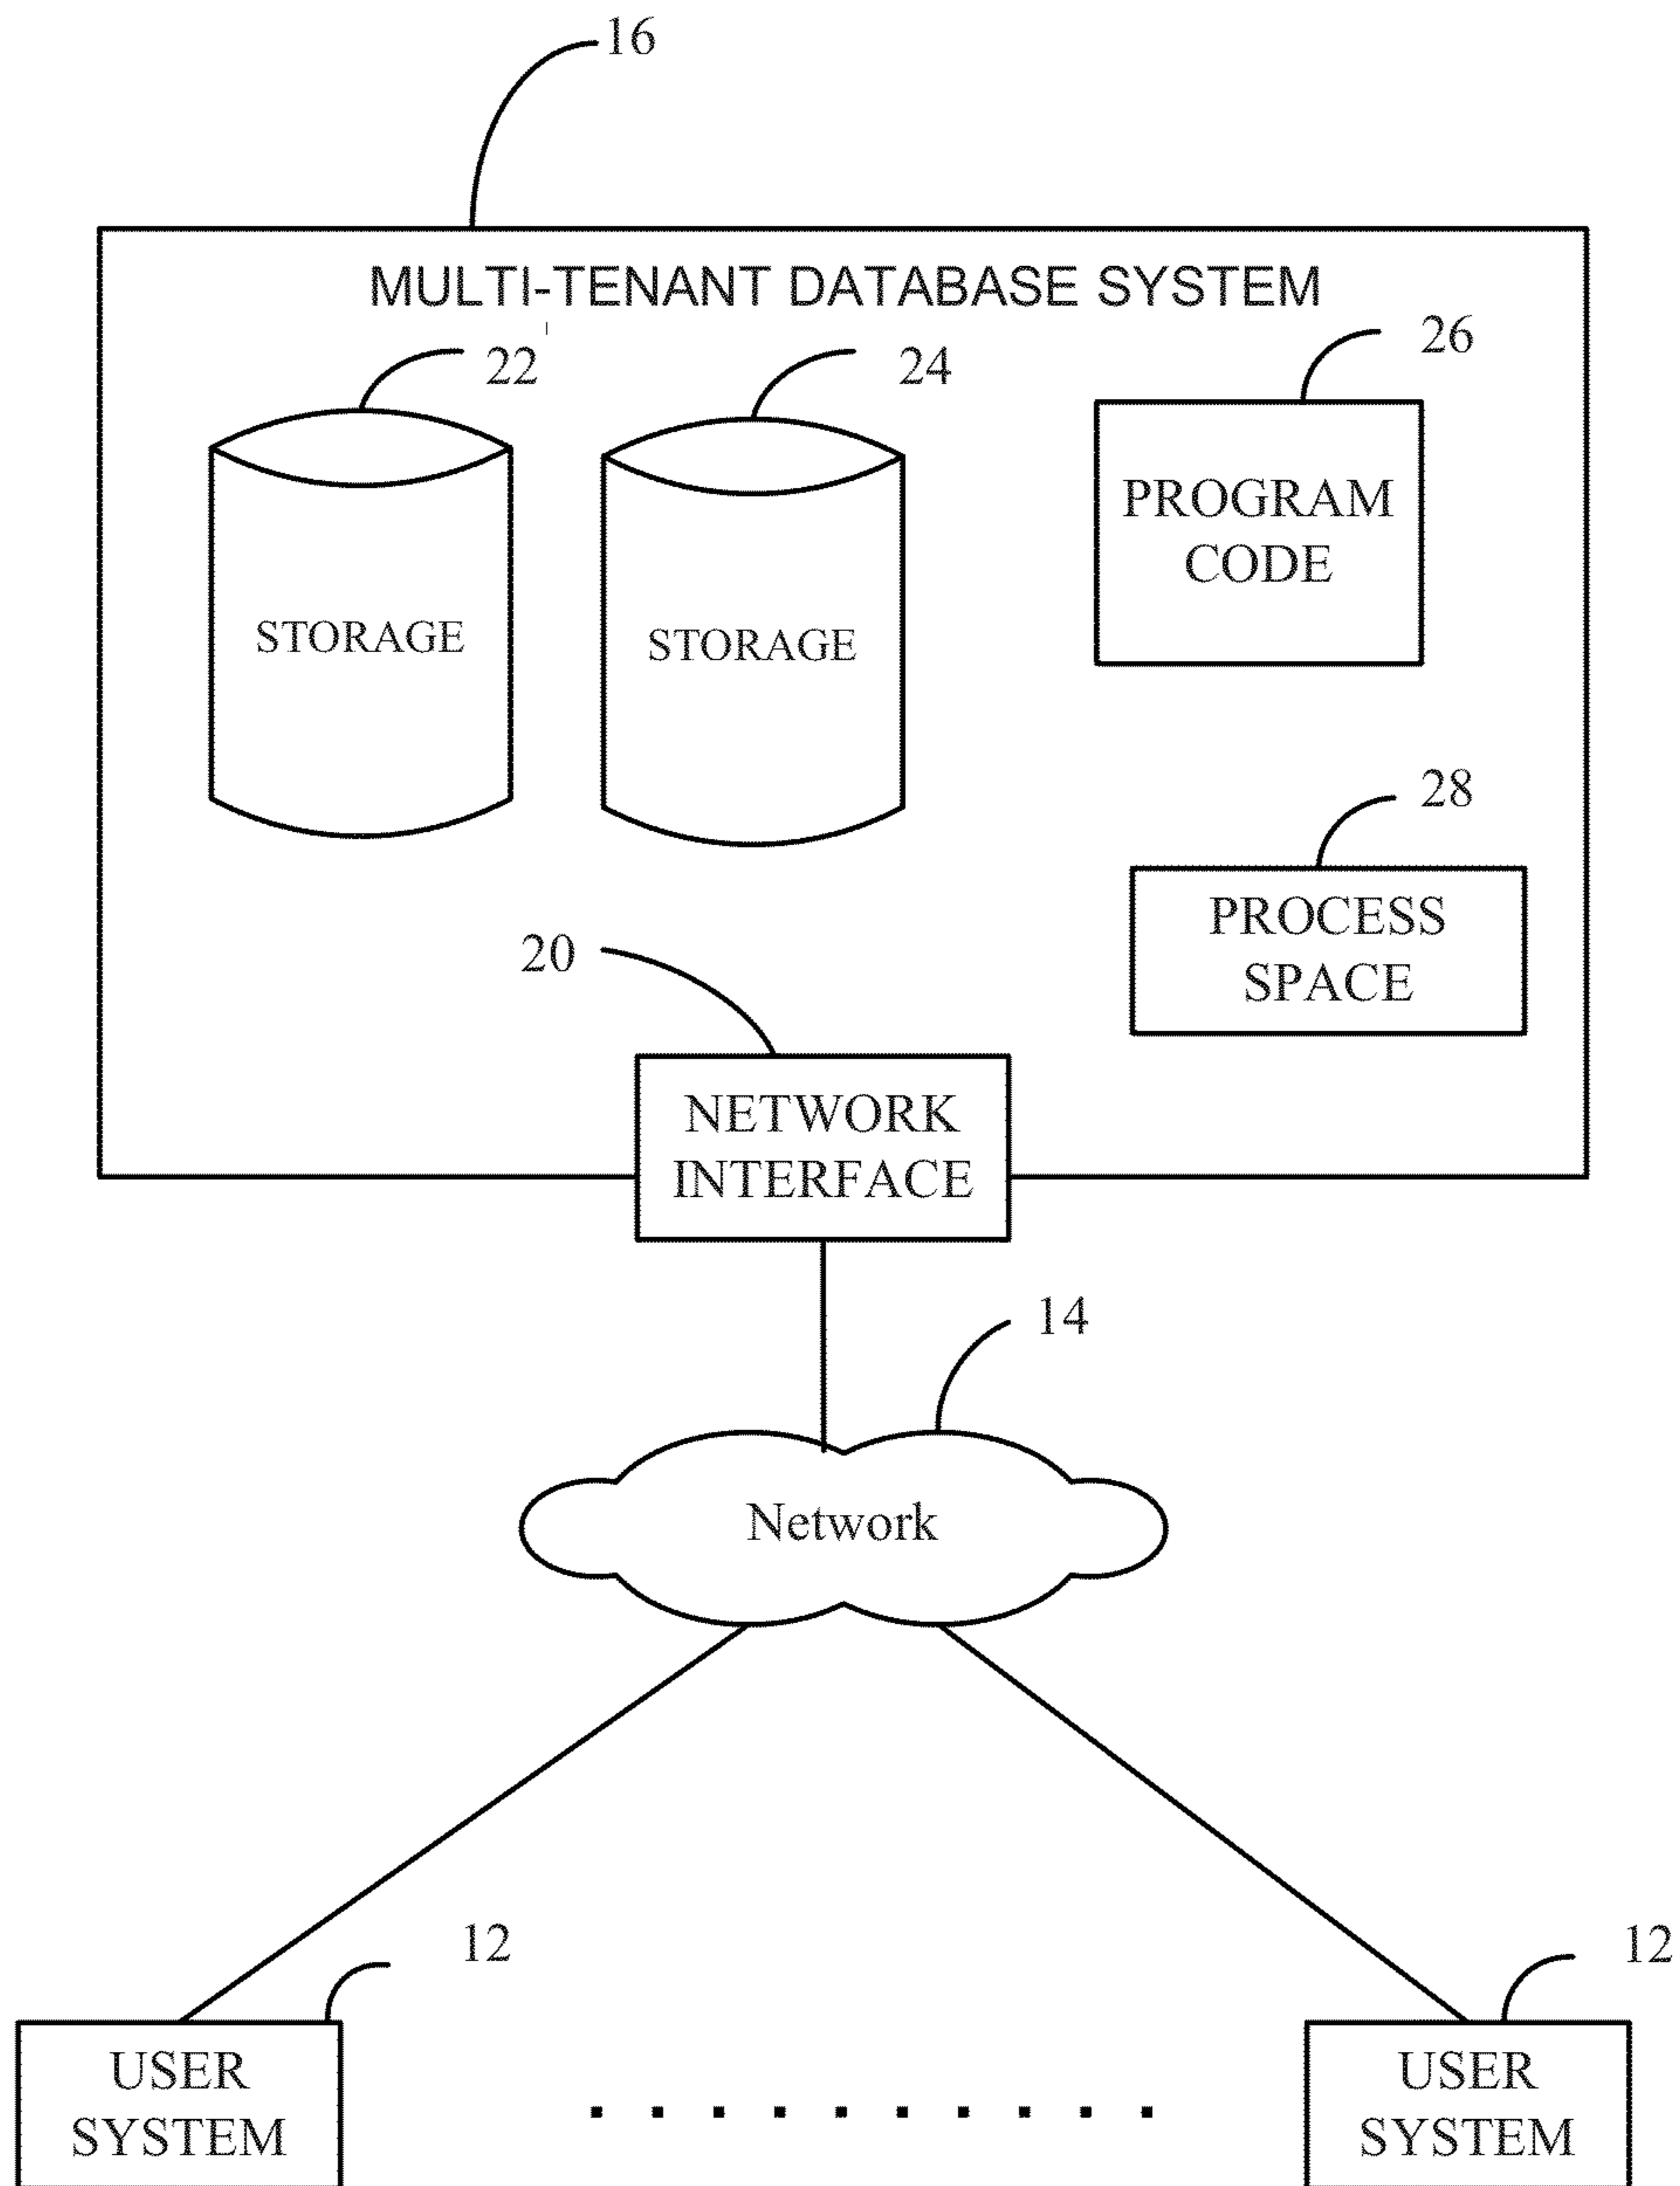 16
MULTI-TENANT DATABASE SYSTEM
22
24
26
PROGRAM
CODE
STORAGE
STORAGE
28
PROCESS
SPACE
20
NETWORK
INTERFACE
14
Network
12
12
USER
SYSTEM
USER
SYSTEM